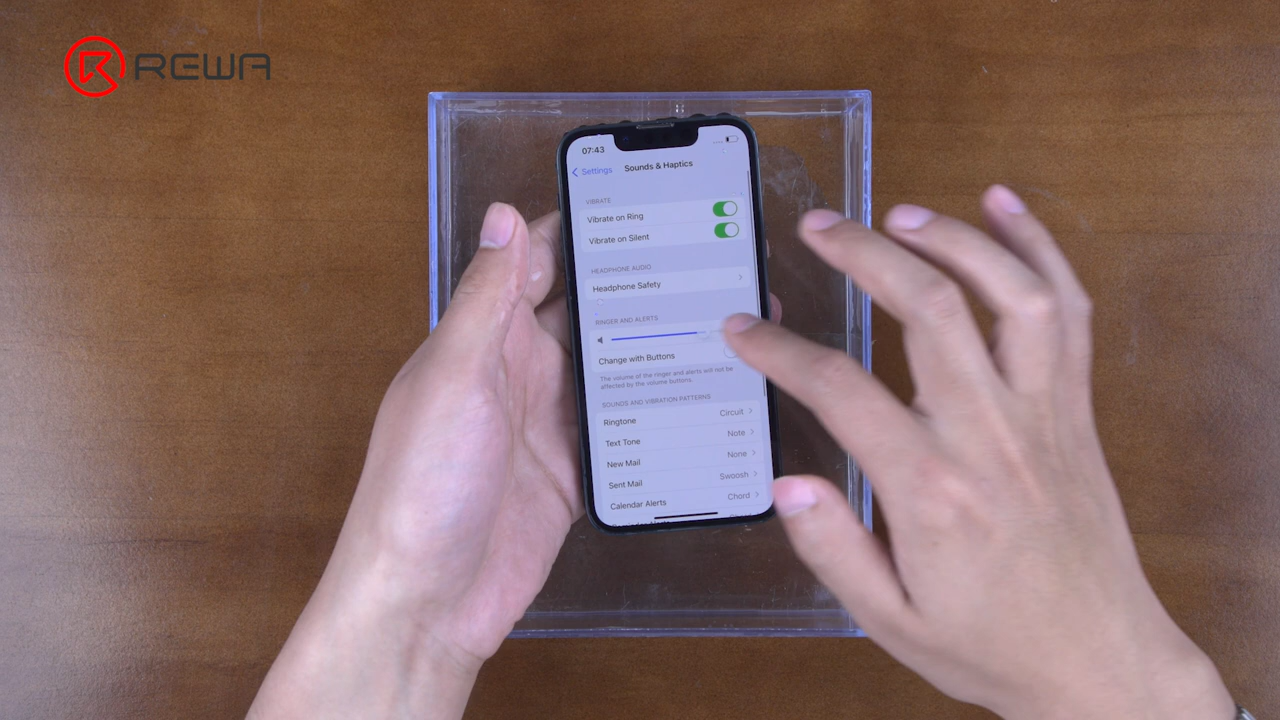 REWA
07:43
Settings
Sounds & Haptics
VIBRATE
Vibrate on Ring
Vibrate on Silent
HEADPHONE AUDIO
Headphone Safety
RINGER AND ALERTS
Change with Buttons
The volume of the ringer and alerts will not be
affected by the volume buttons.
SOUNDS AND VIBRATION PATTERNS
Ringtone Circuit
Text Tone Note
New Mail None
Sent Mail Swoosh
Calendar Alerts Chord